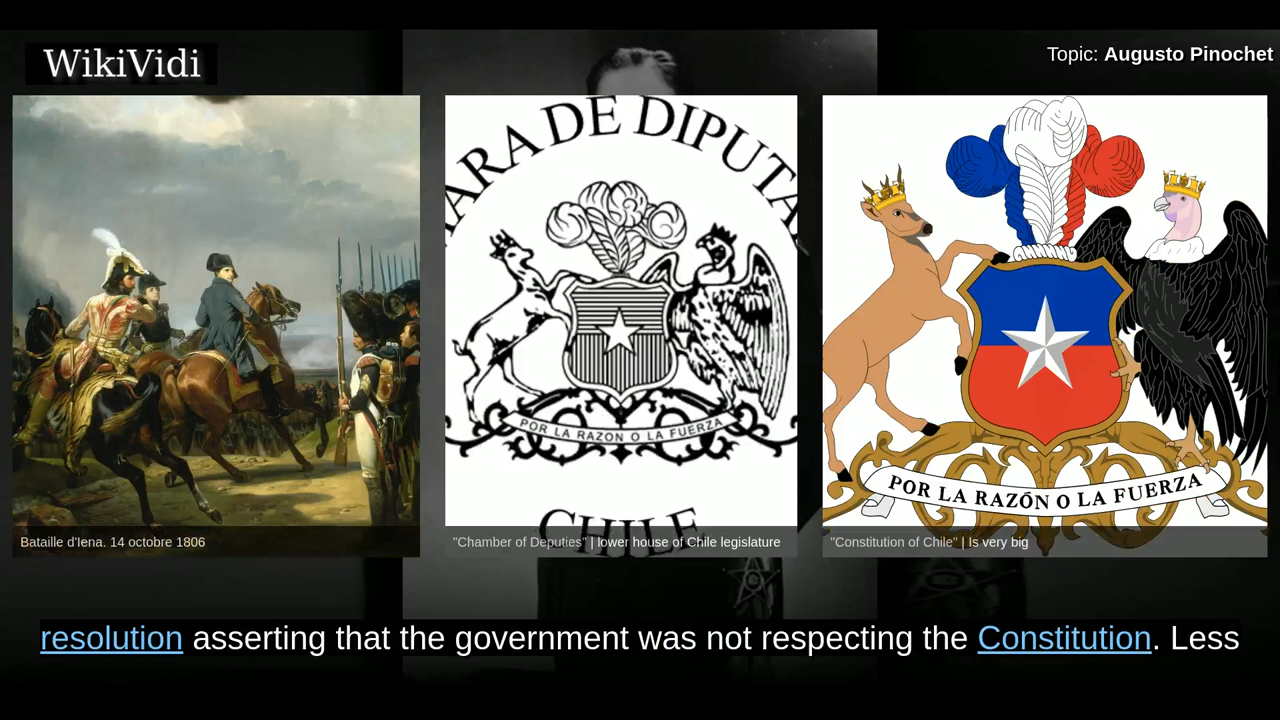 WikiVidi
Topic: Augusto Pinochet
ARA DE DIPUTA
POR LA RAZON O LA FUERZA
CHILE
POR LA RAZÓN O LA FUERZA
Bataille d'Iena. 14 octobre 1806
"Chamber of Deputies" | lower house of Chile legislature
"Constitution of Chile" | Is very big
resolution asserting that the government was not respecting the Constitution. Less